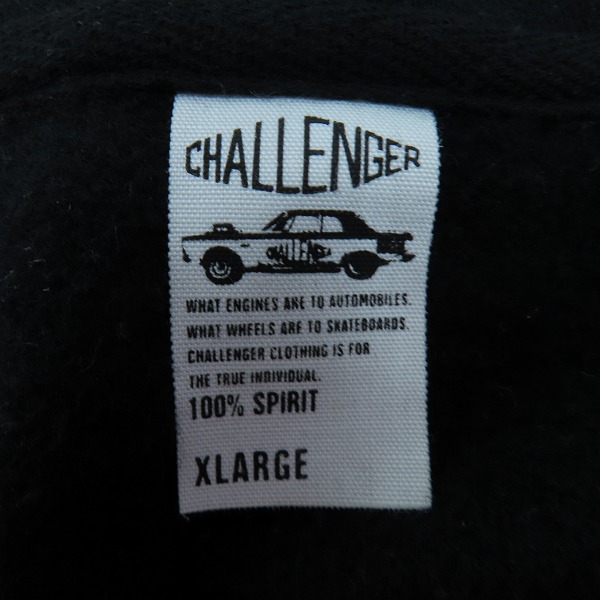 CHALLENGER
CHALLENGER
WHAT ENGINES ARE TO AUTOMOBILES.
WHAT WHEELS ARE TO SKATEBOARDS.
CHALLENGER CLOTHING IS FOR
THE TRUE INDIVIDUAL.
100% SPIRIT
XLARGE